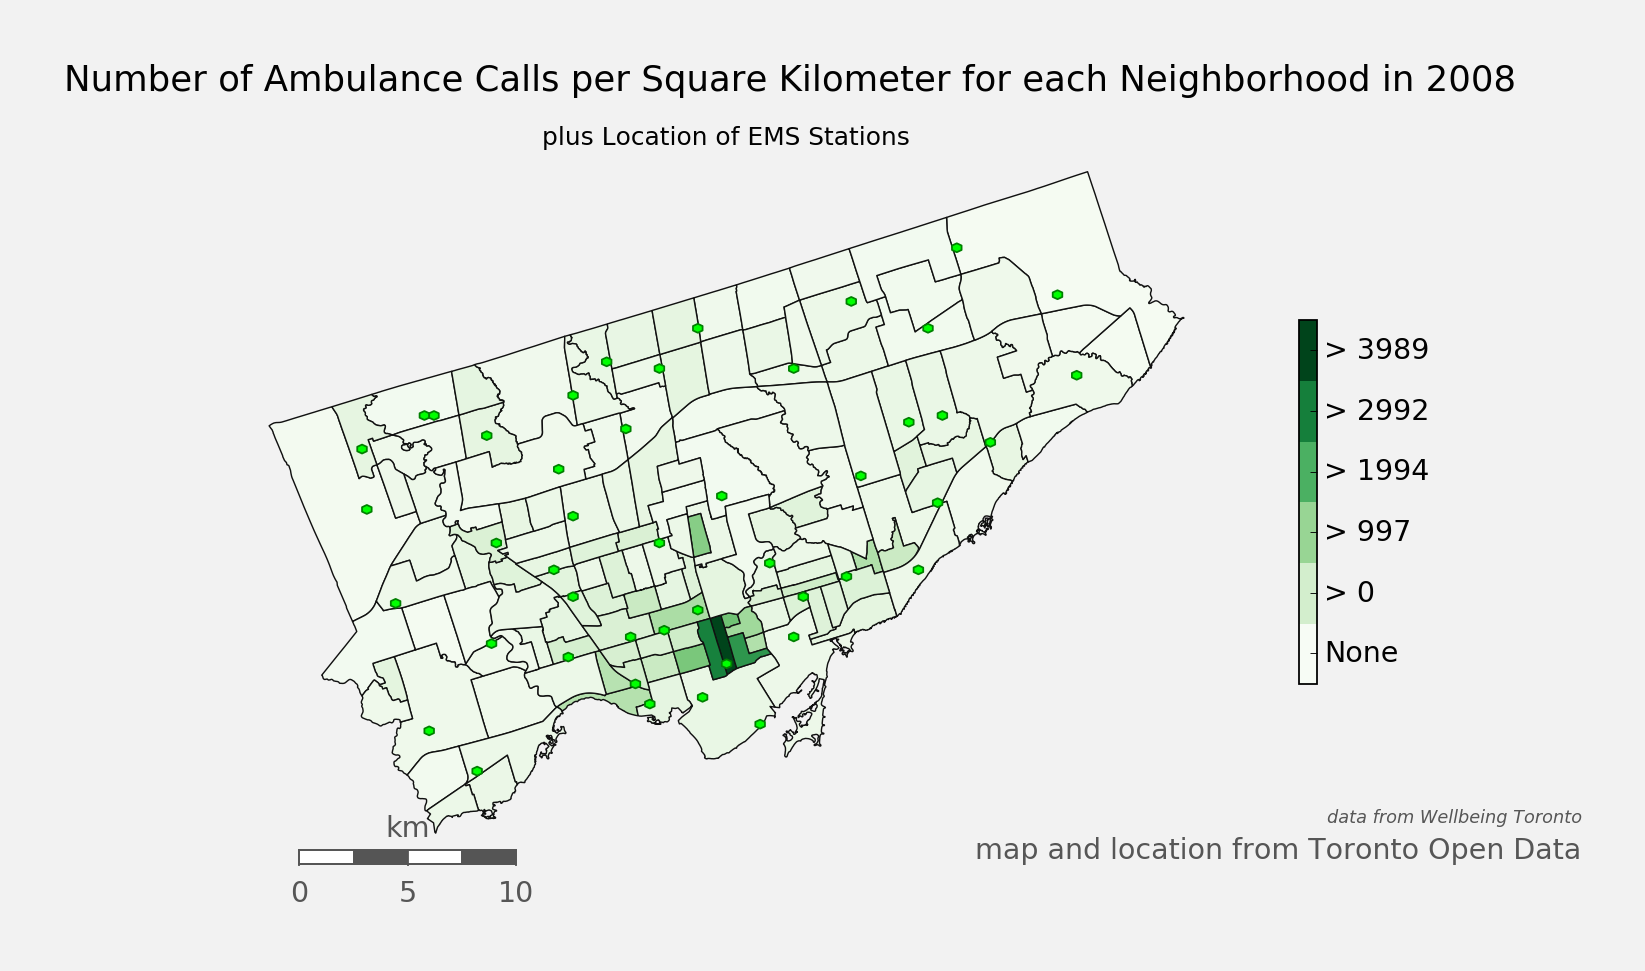 Number of Ambulance Calls per Square Kilometer for each Neighborhood in 2008
plus Location of EMS Stations
> 3989
> 2992
> 1994
> 997
> 0
None
data from Wellbeing Toronto
map and location from Toronto Open Data
km
0 5 10